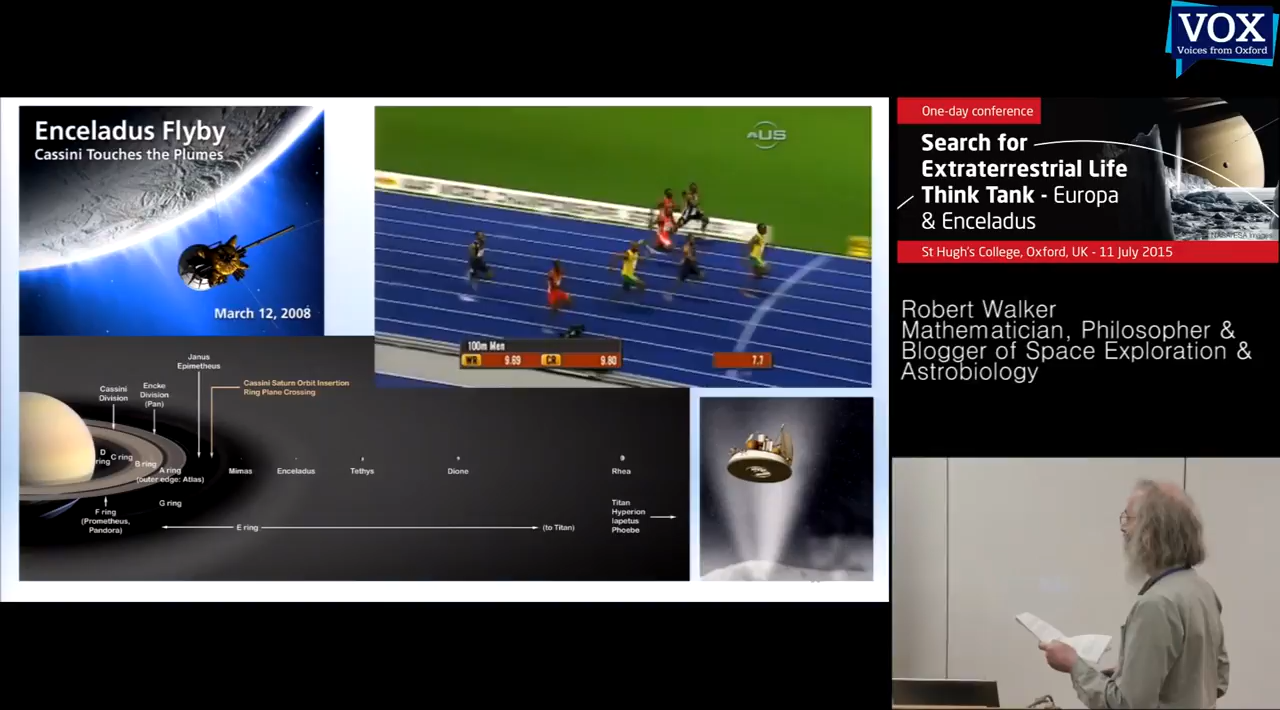 VOX
Voices from Oxford
Enceladus Flyby
Cassini Touches the Plumes
March 12, 2008
US
100m Men
WR 9.69 CR 9.80
7.7
Janus
Epimetheus
Cassini Saturn Orbit Insertion
Ring Plane Crossing
Cassini
Division
Encke
Division
(Pan)
D
ring
C ring
B ring
A ring
(outer edge: Atlas)
Mimas
Enceladus
Tethys
Dione
Rhea
G ring
F ring
(Prometheus,
Pandora)
E ring
(to Titan)
Titan
Hyperion
Iapetus
Phoebe
One-day conference
Search for
Extraterrestrial Life
Think Tank - Europa
& Enceladus
St Hugh's College, Oxford, UK - 11 July 2015
Robert Walker
Mathematician, Philosopher &
Blogger of Space Exploration &
Astrobiology